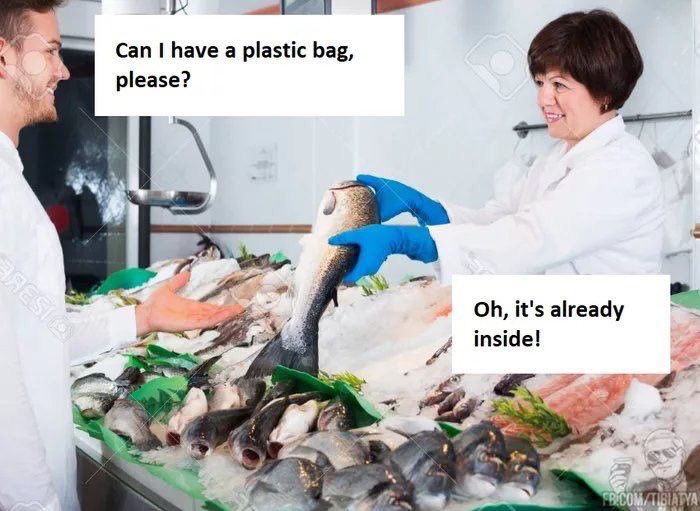 Can I have a plastic bag,
please?
Oh, it's already
inside!
FB.COM/TIBIATYA